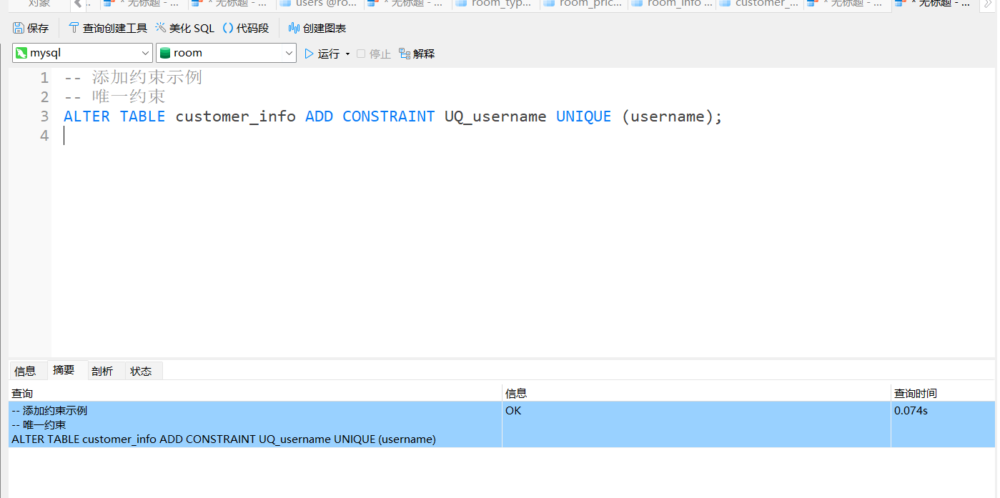 对象 * 无标题 - ... * 无标题 - ... users @ro... * 无标题 - ... room_typ... room_pric... room_info ... customer_... * 无标题 - ... * 无标题 - ...
保存 查询创建工具 美化 SQL () 代码段 创建图表
mysql room 运行 停止 解释
1 -- 添加约束示例
2 -- 唯一约束
3 ALTER TABLE customer_info ADD CONSTRAINT UQ_username UNIQUE (username);
4
信息 摘要 剖析 状态
查询 信息 查询时间
-- 添加约束示例 OK 0.074s
-- 唯一约束
ALTER TABLE customer_info ADD CONSTRAINT UQ_username UNIQUE (username)